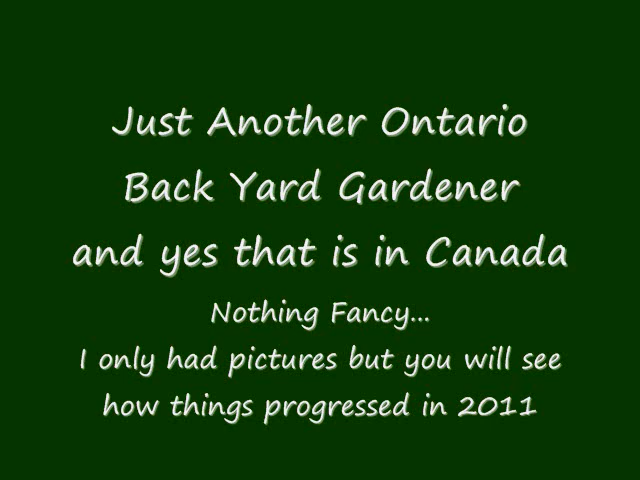 Just Another Ontario
Back Yard Gardener
and yes that is in Canada
Nothing Fancy...
I only had pictures but you will see
how things progressed in 2011